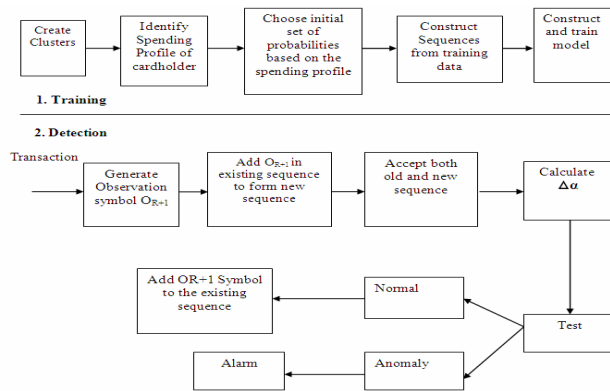 Create
Clusters
Identify
Spending
Profile of
cardholder
Choose initial
set of
probabilities
based on the
spending profile
Construct
Sequences
from training
data
Construct
and train
model
1. Training
2. Detection
Transaction
Generate
Observation
symbol OR+1
Add OR+1 in
existing sequence
to form new
sequence
Accept both
old and new
sequence
Calculate
Δα
Add OR+1 Symbol
to the existing
sequence
Normal
Test
Alarm
Anomaly